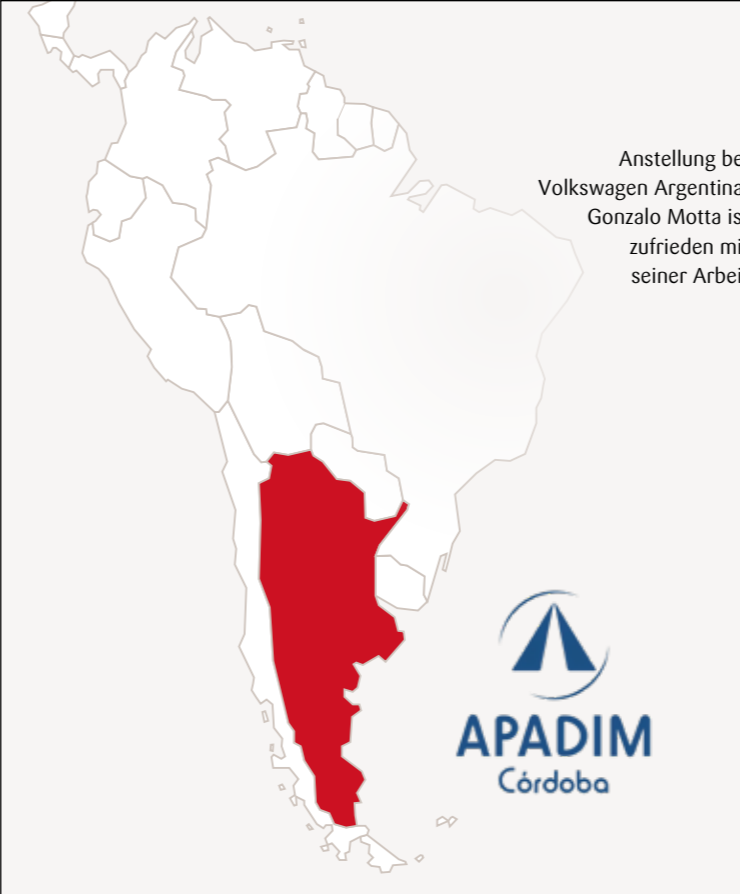 Anstellung be
Volkswagen Argentina
Gonzalo Motta is
zufrieden mi
seiner Arbei
APADIM
Córdoba